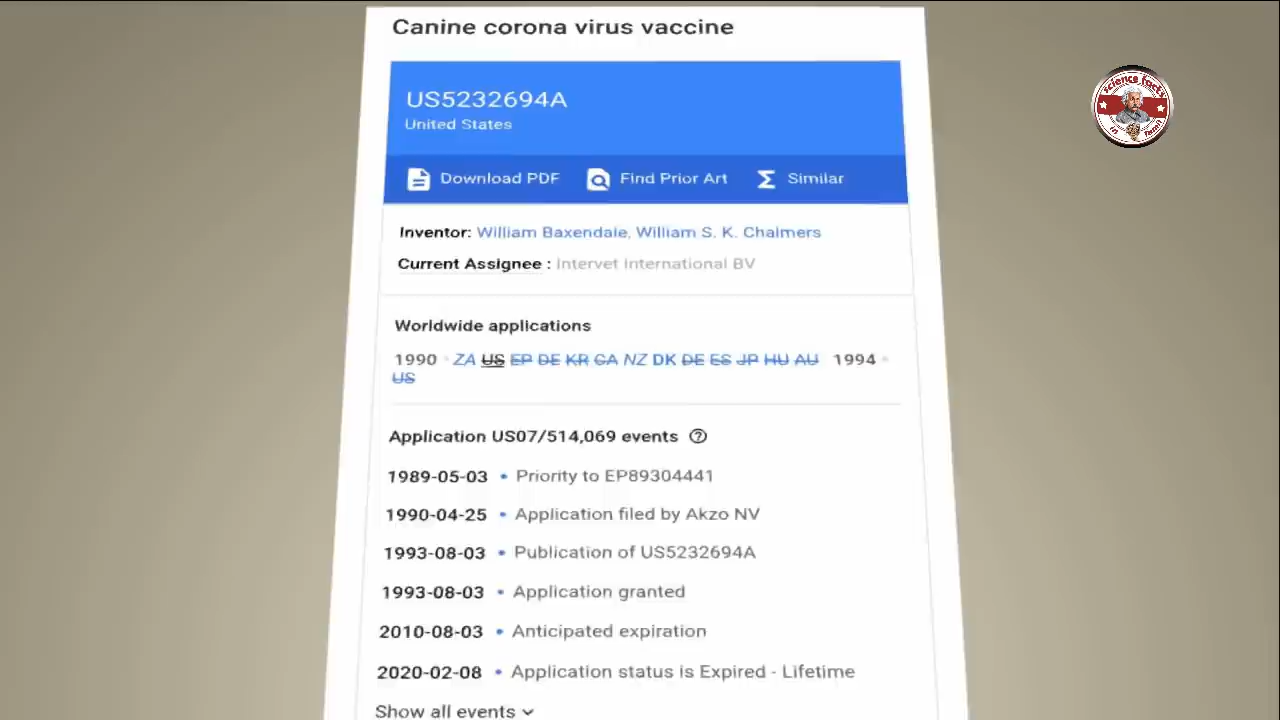 Canine corona virus vaccine
US5232694A
United States
Download PDF Find Prior Art Σ Similar
Inventor: William Baxendale, William S. K. Chalmers
Current Assignee : Intervet International BV
Worldwide applications
1990 • ZA US EP DE KR CA NZ DK DE ES JP HU AU 1994 •
US
Application US07/514,069 events
1989-05-03 • Priority to EP89304441
1990-04-25 • Application filed by Akzo NV
1993-08-03 • Publication of US5232694A
1993-08-03 • Application granted
2010-08-03 • Anticipated expiration
2020-02-08 • Application status is Expired - Lifetime
Show all events
science facts
in Tamil